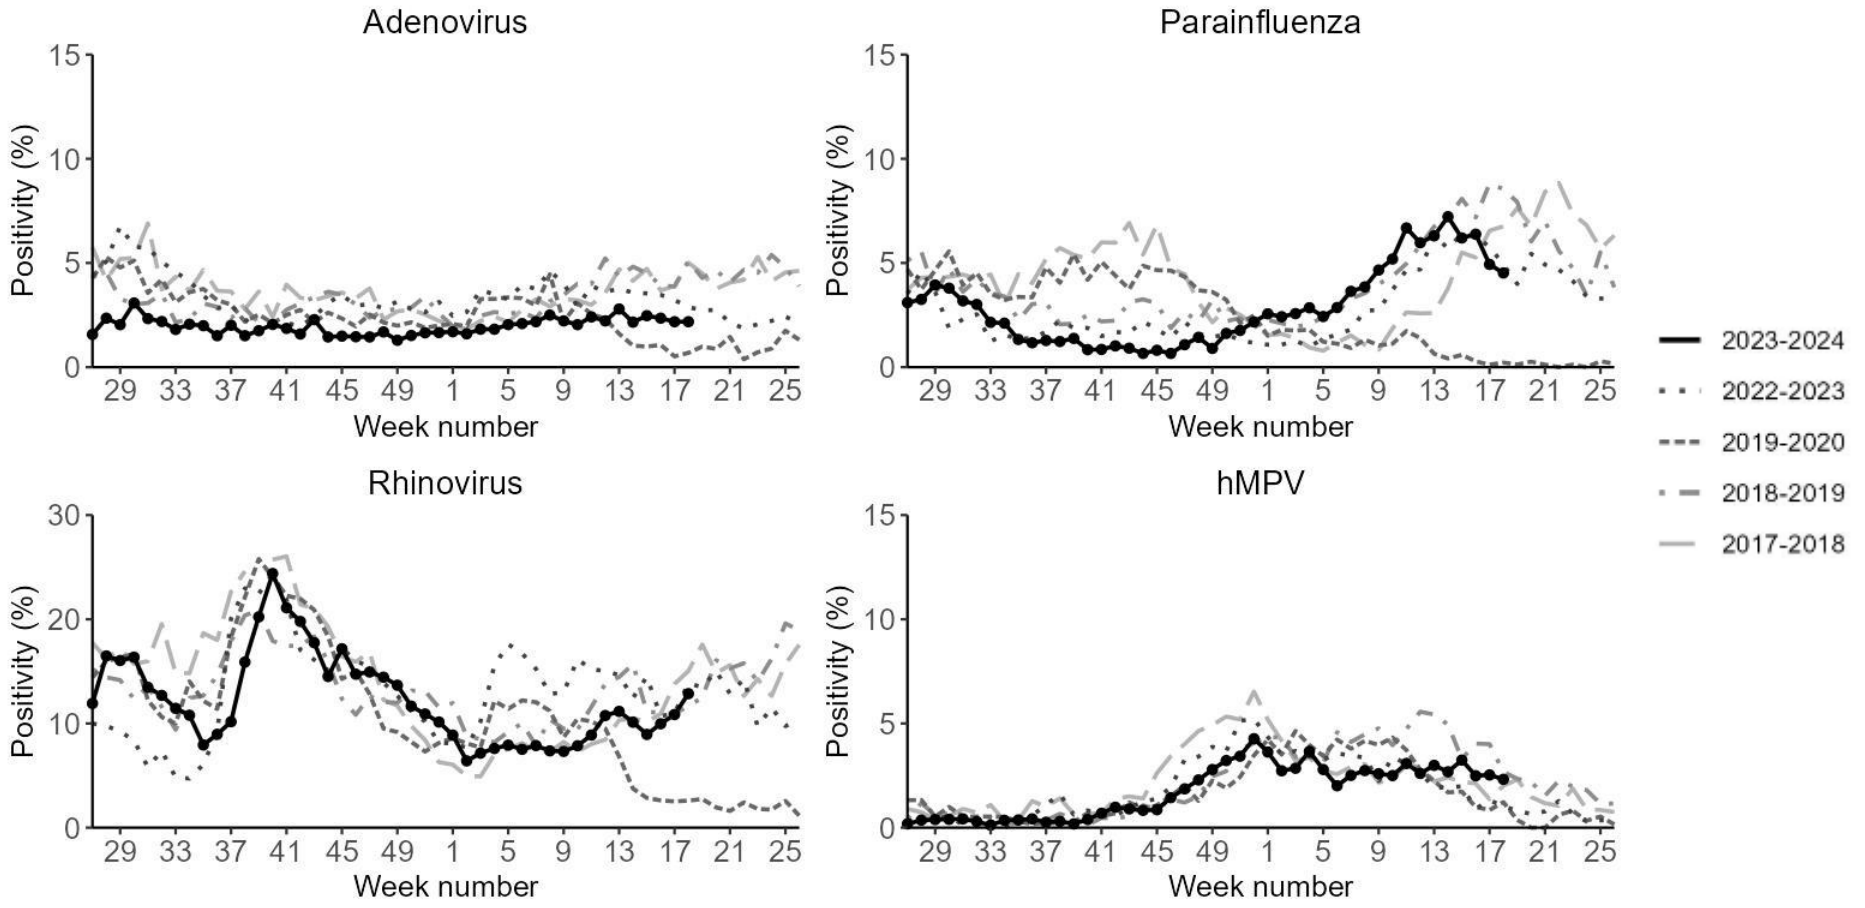 Adenovirus
Positivity (%)
15
10
5
0
29 33 37 41 45 49 1 5 9 13 17 21 25
Week number
Parainfluenza
Positivity (%)
15
10
5
0
29 33 37 41 45 49 1 5 9 13 17 21 25
Week number
Rhinovirus
Positivity (%)
30
20
10
0
29 33 37 41 45 49 1 5 9 13 17 21 25
Week number
hMPV
Positivity (%)
15
10
5
0
29 33 37 41 45 49 1 5 9 13 17 21 25
Week number
2023-2024
2022-2023
2019-2020
2018-2019
2017-2018